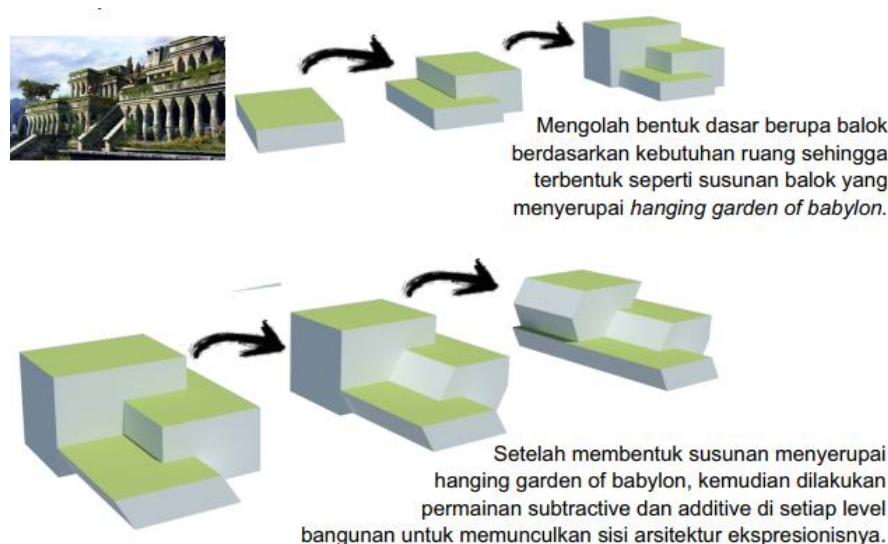 Mengolah bentuk dasar berupa balok
berdasarkan kebutuhan ruang sehingga
terbentuk seperti susunan balok yang
menyerupai hanging garden of babylon.
Setelah membentuk susunan menyerupai
hanging garden of babylon, kemudian dilakukan
permainan subtractive dan additive di setiap level
bangunan untuk memunculkan sisi arsitektur ekspresionisnya.